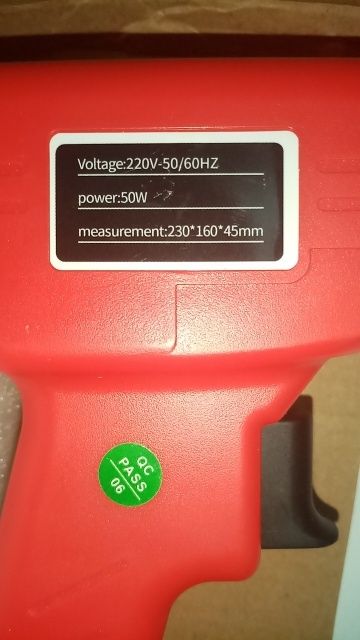 Voltage:220V-50/60HZ
power:50W
measurement:230*160*45mm
QC
PASS
06